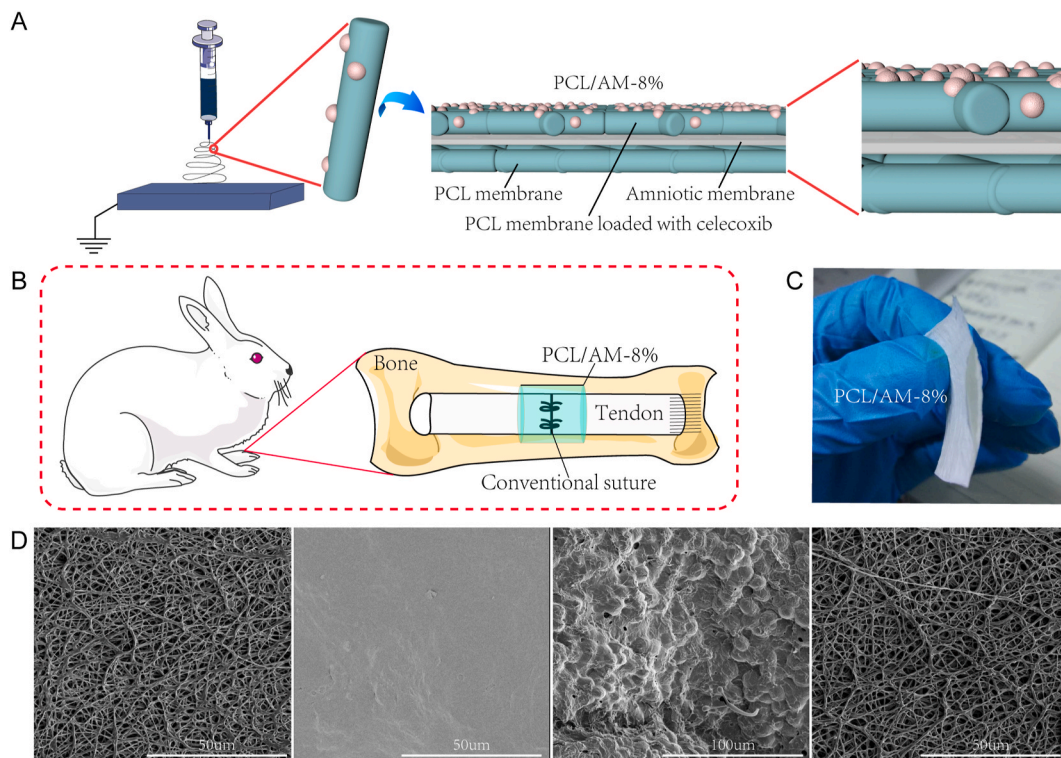 A
PCL/AM-8%
PCL membrane
Amniotic membrane
PCL membrane loaded with celecoxib
B
Bone
PCL/AM-8%
Tendon
Conventional suture
C
PCL/AM-8%
D
50um
50um
100um
50um